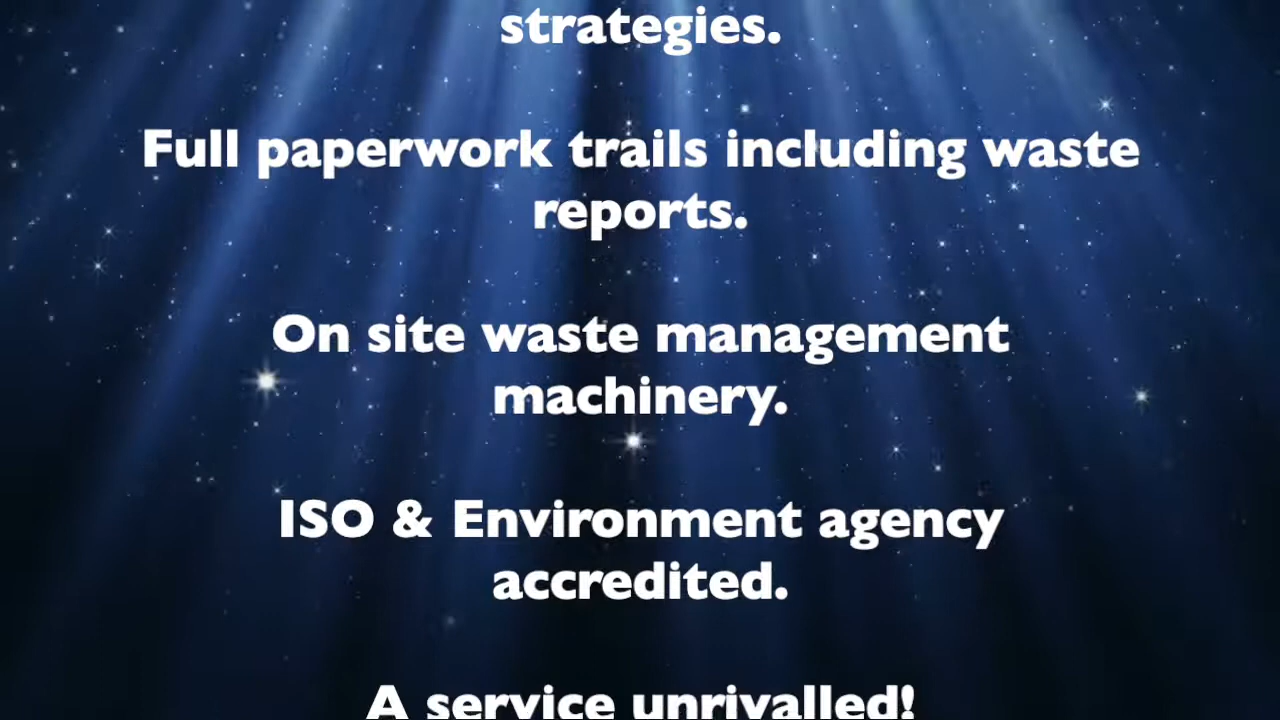 strategies.
Full paperwork trails including waste
reports.
On site waste management
machinery.
ISO & Environment agency
accredited.
A service unrivalled!